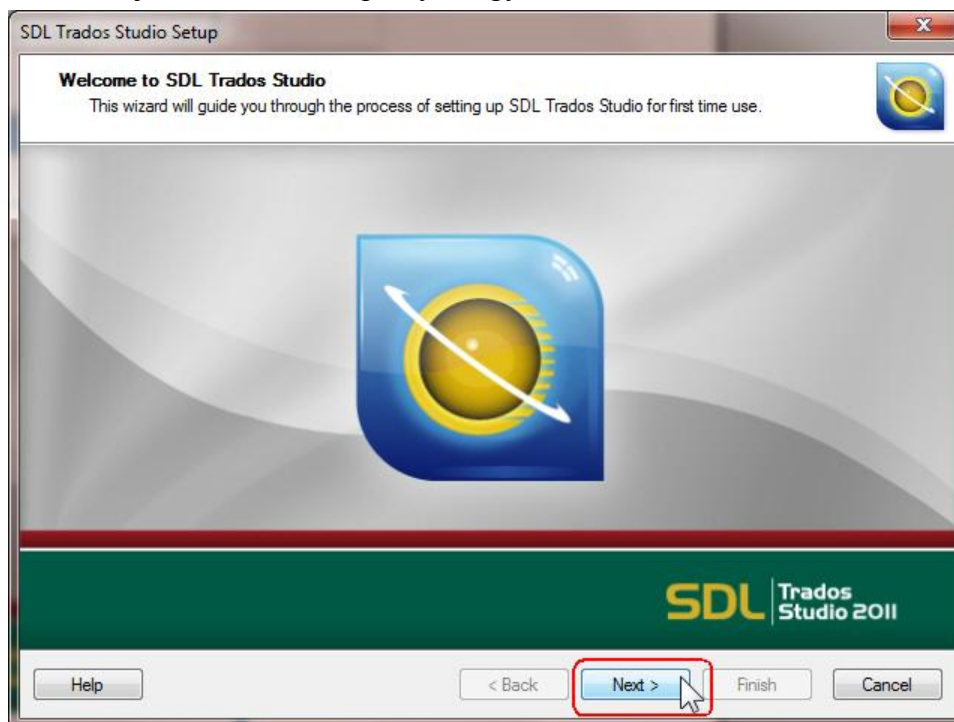 SDL Trados Studio Setup
Welcome to SDL Trados Studio
This wizard will guide you through the process of setting up SDL Trados Studio for first time use.
SDL Trados
Studio 2011
Help < Back Next > Finish Cancel